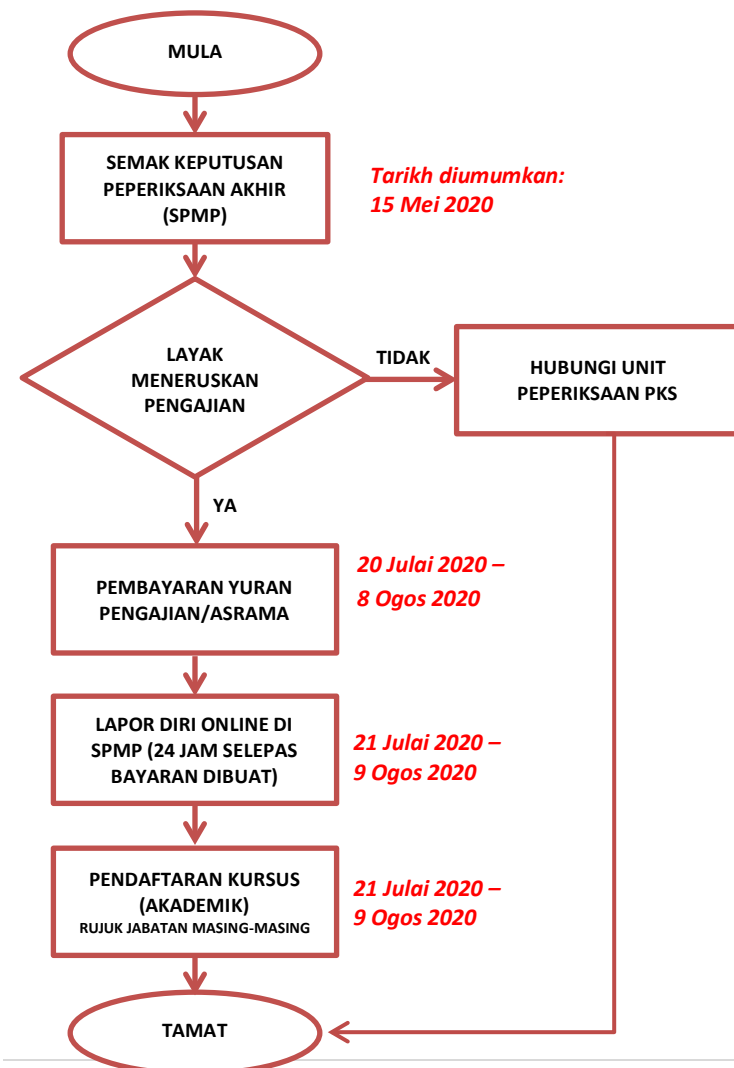 MULA
SEMAK KEPUTUSAN
PEPERIKSAAN AKHIR
(SPMP)
Tarikh diumumkan:
15 Mei 2020
LAYAK
MENERUSKAN
PENGAJIAN
TIDAK
HUBUNGI UNIT
PEPERIKSAAN PKS
YA
PEMBAYARAN YURAN
PENGAJIAN/ASRAMA
20 Julai 2020 –
8 Ogos 2020
LAPOR DIRI ONLINE DI
SPMP (24 JAM SELEPAS
BAYARAN DIBUAT)
21 Julai 2020 –
9 Ogos 2020
PENDAFTARAN KURSUS
(AKADEMIK)
RUJUK JABATAN MASING-MASING
21 Julai 2020 –
9 Ogos 2020
TAMAT